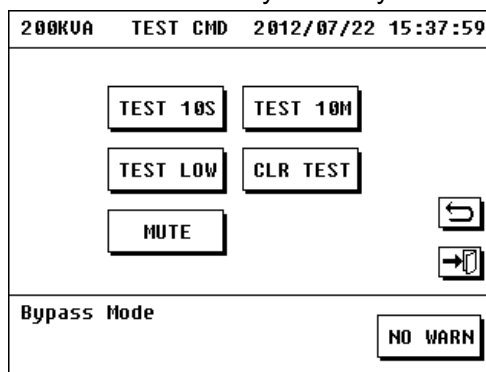 200KVA TEST CMD 2012/07/22 15:37:59
TEST 10S TEST 10M
TEST LOW CLR TEST
MUTE
Bypass Mode
NO WARN